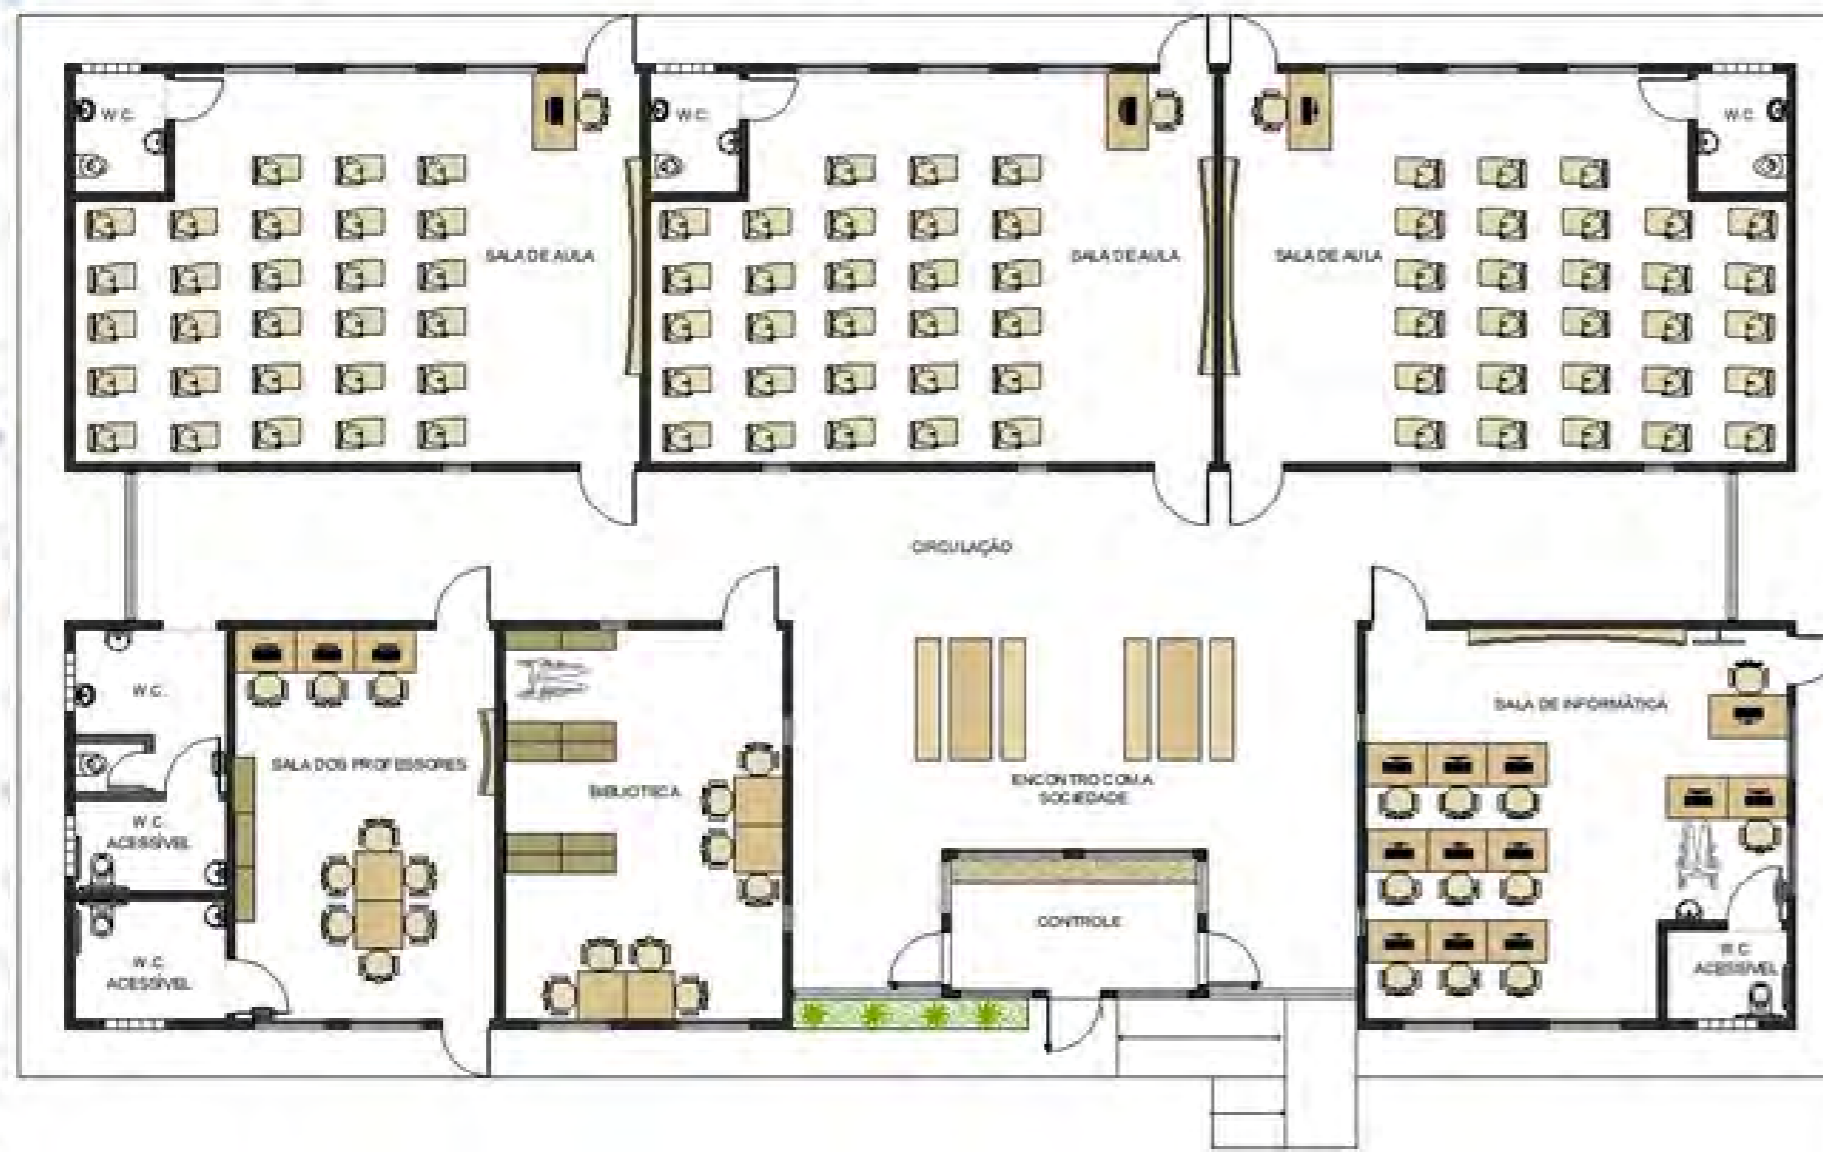 W.C.
W.C.
W.C.
SALA DE AULA
SALA DE AULA
SALA DE AULA
CIRCULAÇÃO
W.C.
SALA DOS PROFESSORES
BIBLIOTECA
ENCONTRO COM A
SOCIEDADE
SALA DE INFORMÁTICA
W.C.
ACESSÍVEL
CONTROLE
W.C.
ACESSÍVEL
W.C.
ACESSÍVEL